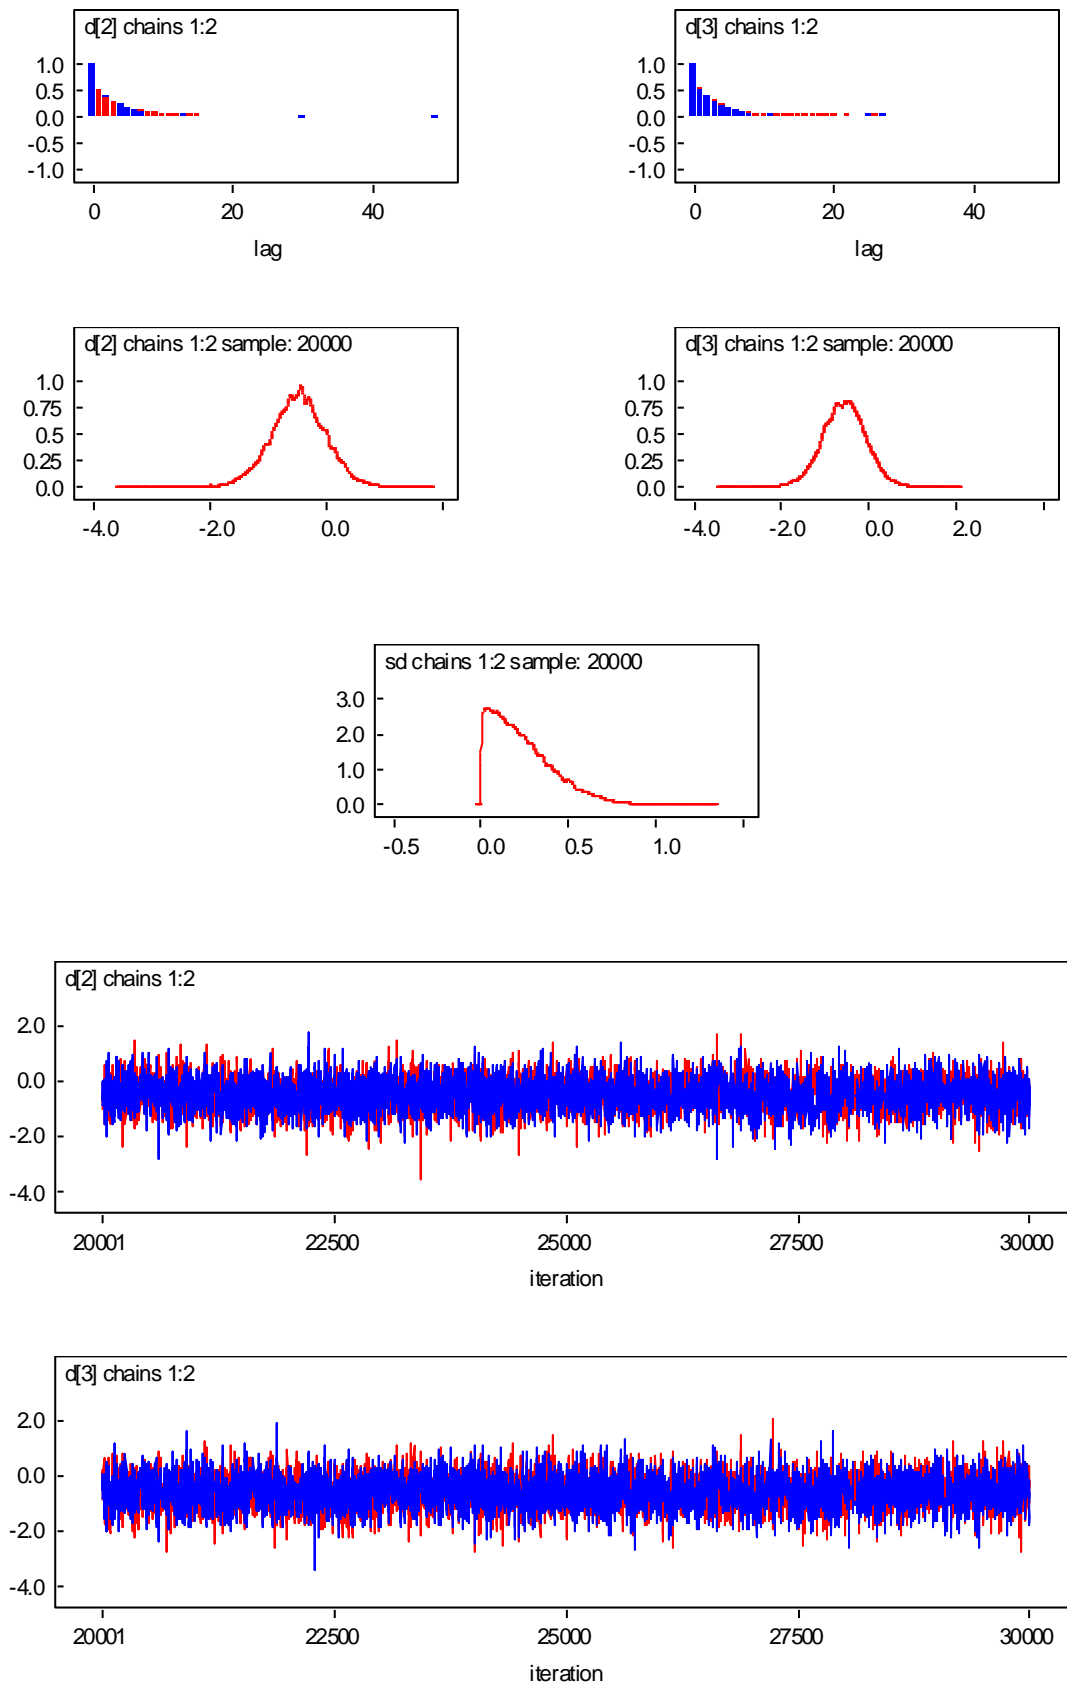 d[2] chains 1:2
1.0
0.5
0.0
-0.5
-1.0
0 20 40
lag
d[3] chains 1:2
1.0
0.5
0.0
-0.5
-1.0
0 20 40
lag
d[2] chains 1:2 sample: 20000
1.0
0.75
0.5
0.25
0.0
-4.0 -2.0 0.0
d[3] chains 1:2 sample: 20000
1.0
0.75
0.5
0.25
0.0
-4.0 -2.0 0.0 2.0
sd chains 1:2 sample: 20000
3.0
2.0
1.0
0.0
-0.5 0.0 0.5 1.0
d[2] chains 1:2
2.0
0.0
-2.0
-4.0
20001 22500 25000 27500 30000
iteration
d[3] chains 1:2
2.0
0.0
-2.0
-4.0
20001 22500 25000 27500 30000
iteration